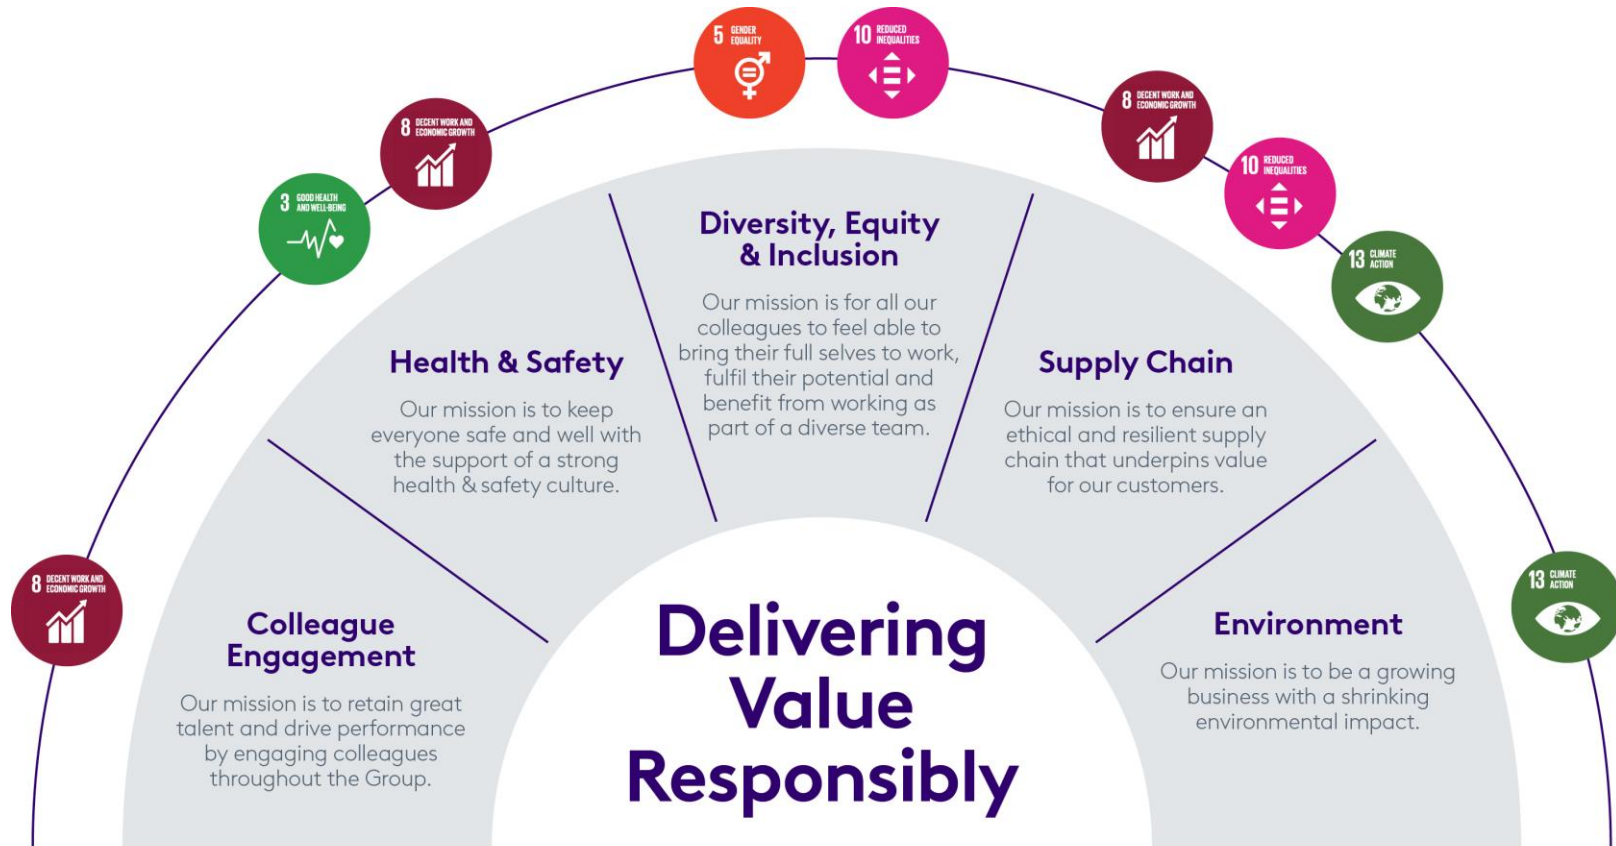 5 GENDER
EQUALITY
10 REDUCED
INEQUALITIES
8 DECENT WORK AND
ECONOMIC GROWTH
8 DECENT WORK AND
ECONOMIC GROWTH
3 GOOD HEALTH
AND WELL-BEING
10 REDUCED
INEQUALITIES
13 CLIMATE
ACTION
8 DECENT WORK AND
ECONOMIC GROWTH
13 CLIMATE
ACTION
Colleague
Engagement
Our mission is to retain great
talent and drive performance
by engaging colleagues
throughout the Group.
Health & Safety
Our mission is to keep
everyone safe and well with
the support of a strong
health & safety culture.
Diversity, Equity
& Inclusion
Our mission is for all our
colleagues to feel able to
bring their full selves to work,
fulfil their potential and
benefit from working as
part of a diverse team.
Supply Chain
Our mission is to ensure an
ethical and resilient supply
chain that underpins value
for our customers.
Environment
Our mission is to be a growing
business with a shrinking
environmental impact.
Delivering
Value
Responsibly